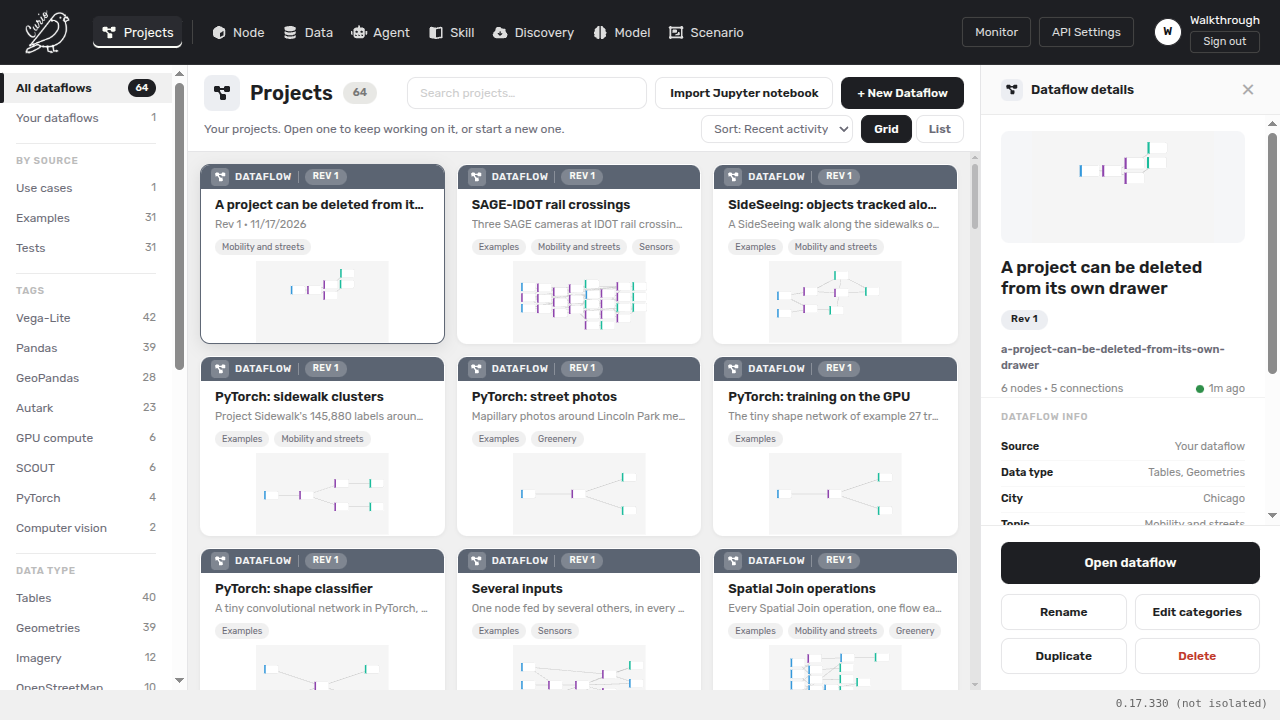 Curio
Projects
Node
Data
Agent
Skill
Discovery
Model
Scenario
Monitor
API Settings
W
Walkthrough
Sign out
All dataflows 64
Your dataflows 1
BY SOURCE
Use cases 1
Examples 31
Tests 31
TAGS
Vega-Lite 42
Pandas 39
GeoPandas 28
Autark 23
GPU compute 6
SCOUT 6
PyTorch 4
Computer vision 2
DATA TYPE
Tables 40
Geometries 39
Imagery 12
OpenStreetMap 10
Projects 64
Search projects...
Import Jupyter notebook
+ New Dataflow
Your projects. Open one to keep working on it, or start a new one.
Sort: Recent activity
Grid
List
DATAFLOW REV 1
A project can be deleted from it...
Rev 1 • 11/17/2026
Mobility and streets
DATAFLOW REV 1
SAGE-IDOT rail crossings
Three SAGE cameras at IDOT rail crossin...
Examples Mobility and streets Sensors
DATAFLOW REV 1
SideSeeing: objects tracked alo...
A SideSeeing walk along the sidewalks o...
Examples Mobility and streets
DATAFLOW REV 1
PyTorch: sidewalk clusters
Project Sidewalk's 145,880 labels aroun...
Examples Mobility and streets
DATAFLOW REV 1
PyTorch: street photos
Mapillary photos around Lincoln Park me...
Examples Greenery
DATAFLOW REV 1
PyTorch: training on the GPU
The tiny shape network of example 27 tr...
Examples
DATAFLOW REV 1
PyTorch: shape classifier
A tiny convolutional network in PyTorch, ...
Examples
DATAFLOW REV 1
Several inputs
One node fed by several others, in every ...
Examples Sensors
DATAFLOW REV 1
Spatial Join operations
Every Spatial Join operation, one flow ea...
Examples Mobility and streets Greenery
Dataflow details
A project can be deleted
from its own drawer
Rev 1
a-project-can-be-deleted-from-its-own-
drawer
6 nodes • 5 connections 1m ago
DATAFLOW INFO
Source Your dataflow
Data type Tables, Geometries
City Chicago
Topic Mobility and streets
Open dataflow
Rename
Edit categories
Duplicate
Delete
0.17.330 (not isolated)